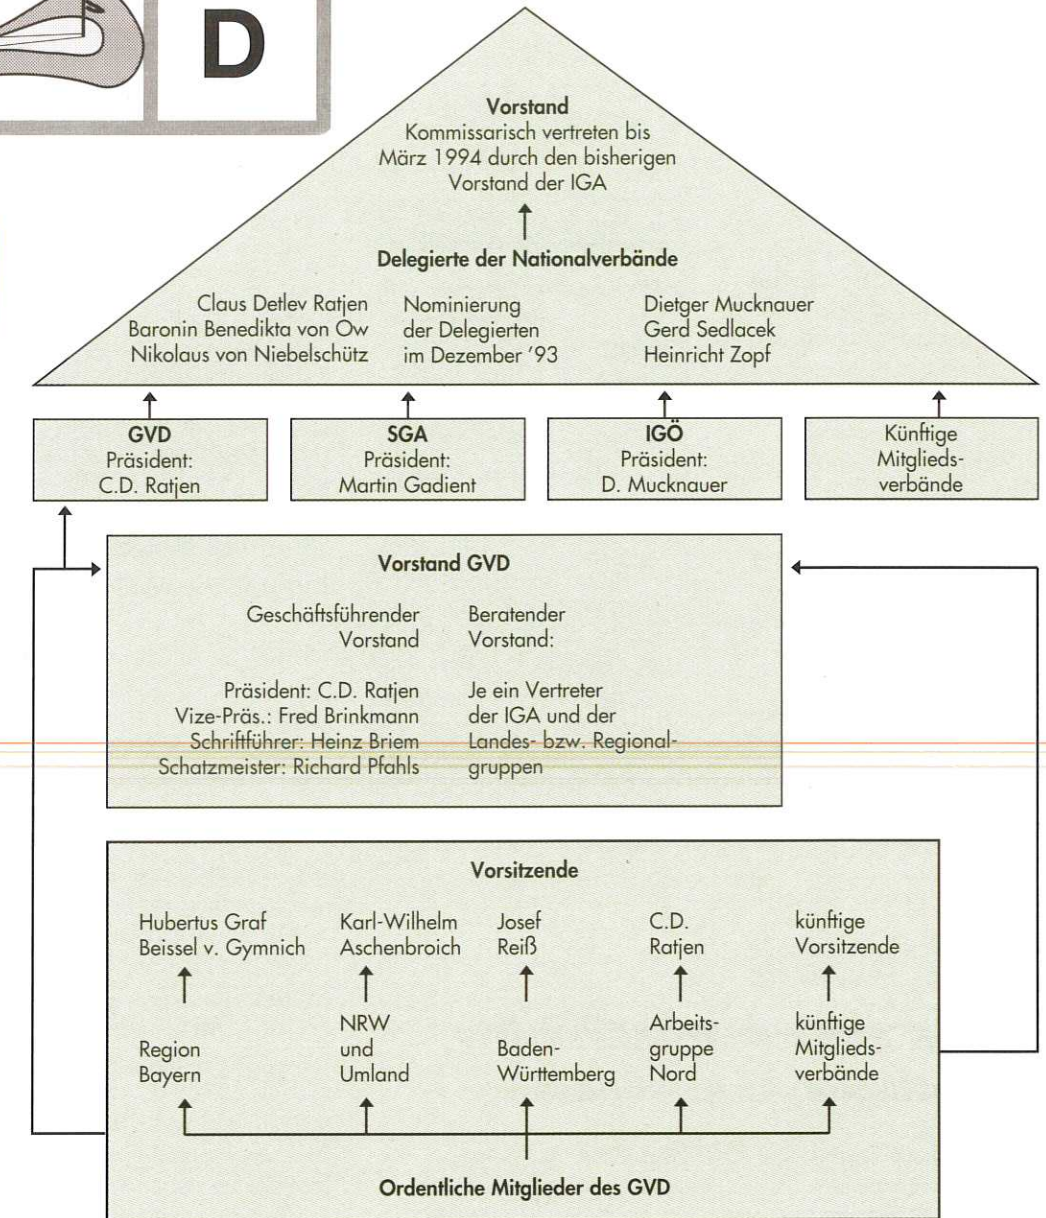 D
Vorstand
Kommissarisch vertreten bis
März 1994 durch den bisherigen
Vorstand der IGA
Delegierte der Nationalverbände
Claus Detlev Ratjen
Baronin Benedikta von Ow
Nikolaus von Niebelschütz
Nominierung
der Delegierten
im Dezember '93
Dietger Mucknauer
Gerd Sedlacek
Heinricht Zopf
GVD
Präsident:
C.D. Ratjen
SGA
Präsident:
Martin Gadient
IGÖ
Präsident:
D. Mucknauer
Künftige
Mitglieds-
verbände
Vorstand GVD
Geschäftsführender
Vorstand
Präsident: C.D. Ratjen
Vize-Präs.: Fred Brinkmann
Schriftführer: Heinz Briem
Schatzmeister: Richard Pfahls
Beratender
Vorstand:
Je ein Vertreter
der IGA und der
Landes- bzw. Regional-
gruppen
Vorsitzende
Hubertus Graf
Beissel v. Gymnich
Karl-Wilhelm
Aschenbroich
Josef
Reiß
C.D.
Ratjen
künftige
Vorsitzende
Region
Bayern
NRW
und
Umland
Baden-
Württemberg
Arbeits-
gruppe
Nord
künftige
Mitglieds-
verbände
Ordentliche Mitglieder des GVD